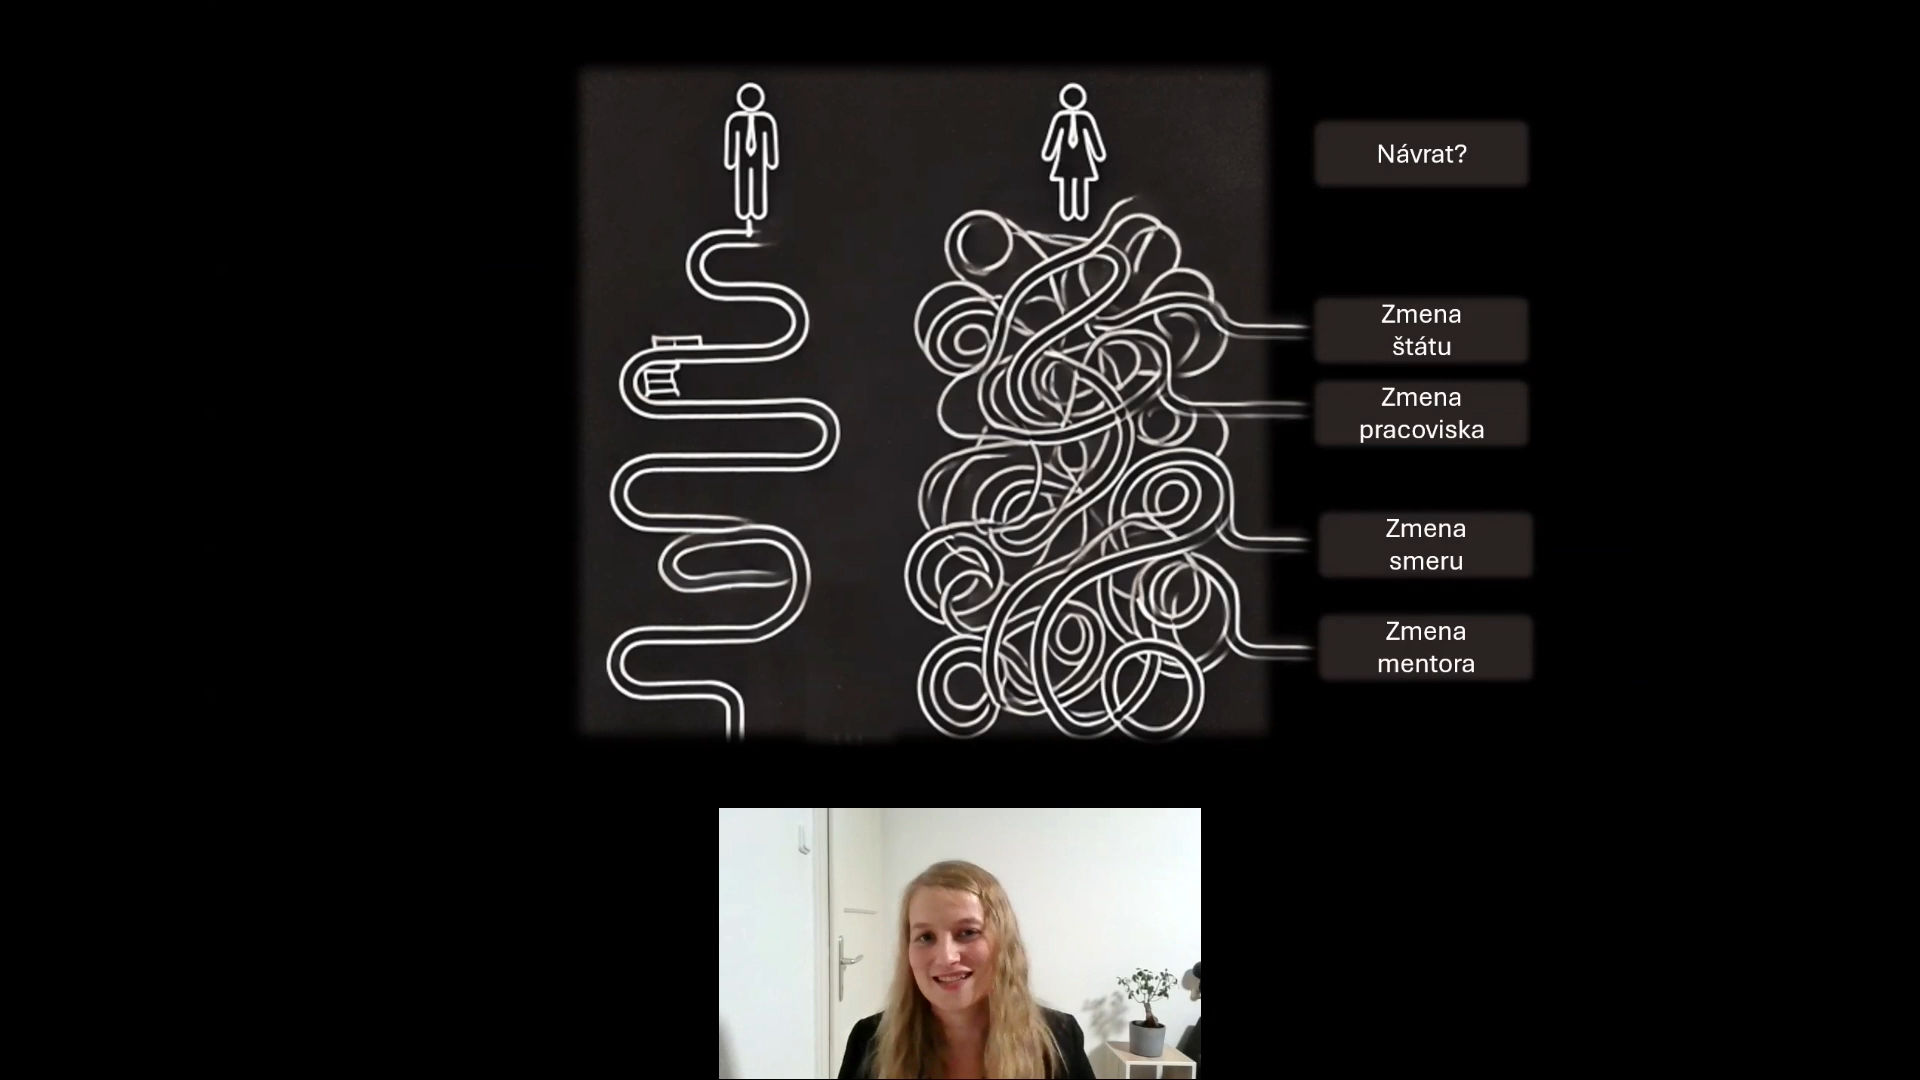 Návrat?
Zmena
štátu
Zmena
pracoviska
Zmena
smeru
Zmena
mentora